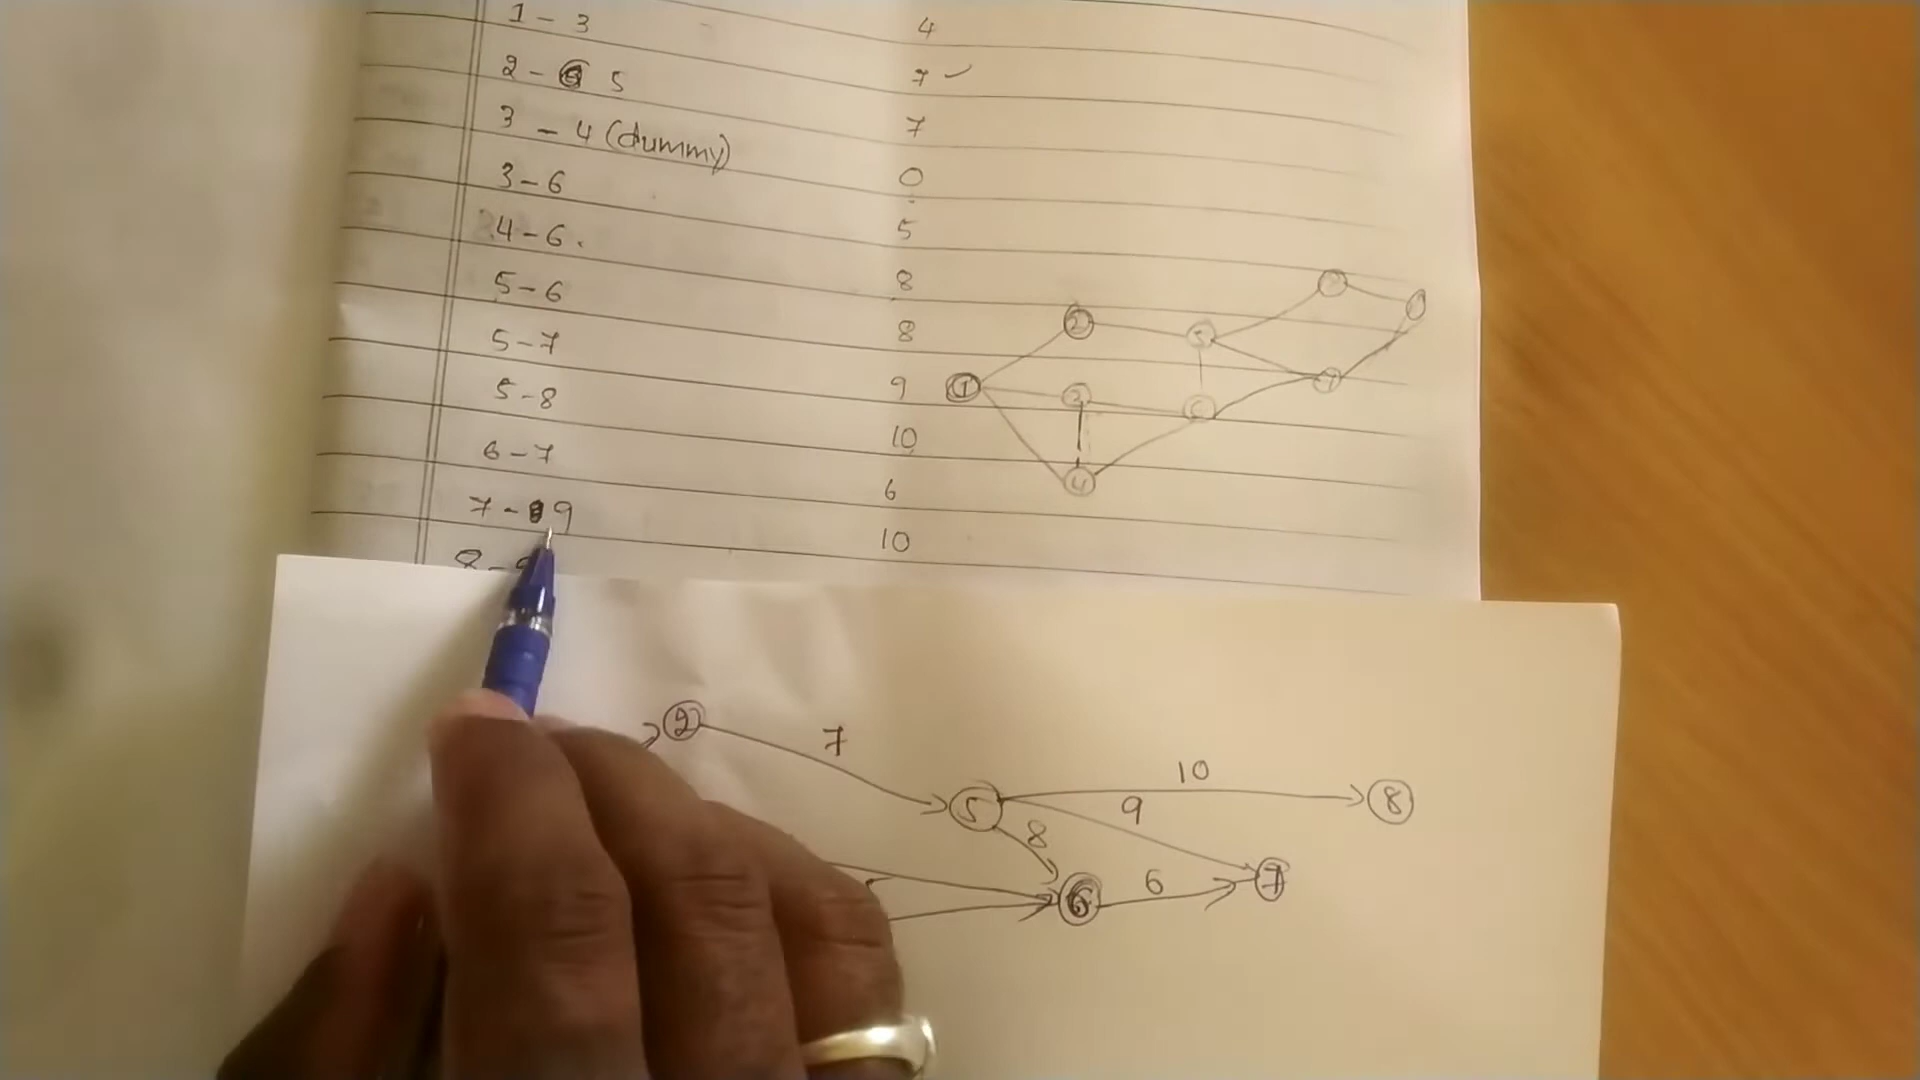 1 - 3 4
2 - 5 7 ✓
3 - 4 (dummy) 7
3 - 6 0
4 - 6 . 5
5 - 6 8
5 - 7 8
5 - 8 9
6 - 7 10
7 - 9 6
10
2
5
1
3
7
6
4
2
7
10
5
9
8
8
6
6
7